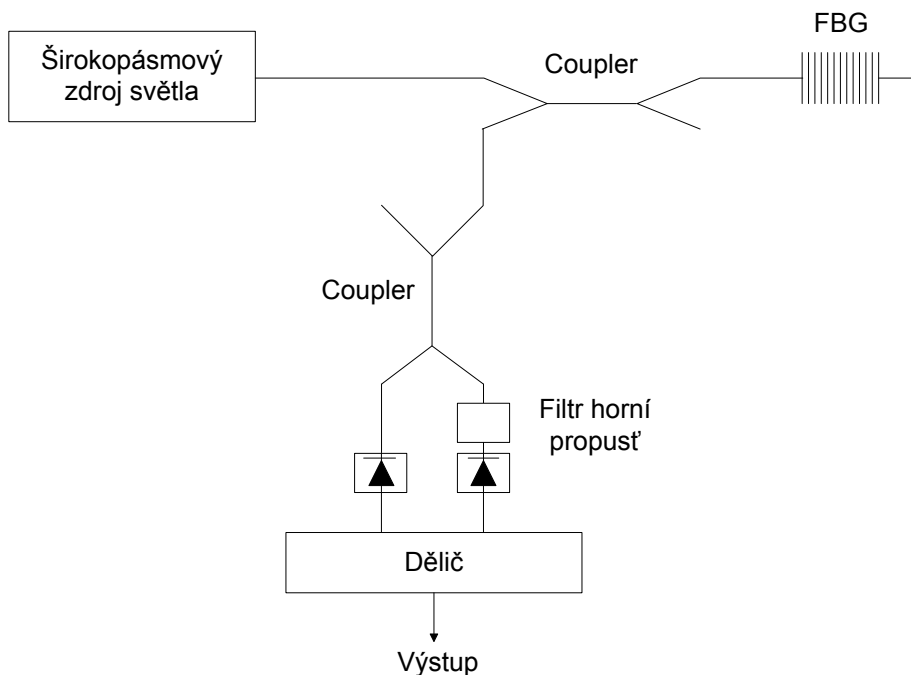 FBG
Širokopásmový
zdroj světla
Coupler
Coupler
Filtr horní
propusť
Dělič
Výstup